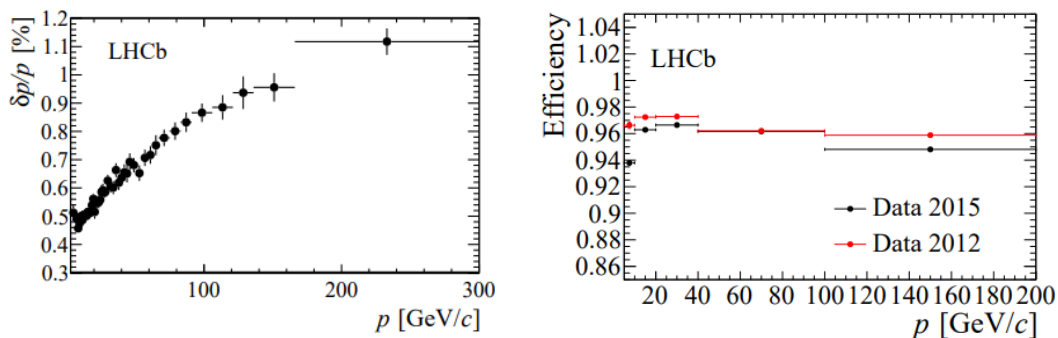 δp/p [%]
LHCb
1.2
1.1
1
0.9
0.8
0.7
0.6
0.5
0.4
0.3
100
200
300
p [GeV/c]
Efficiency
LHCb
1.04
1.02
1
0.98
0.96
0.94
0.92
0.9
0.88
0.86
Data 2015
Data 2012
20 40 60 80 100 120 140 160 180 200
p [GeV/c]